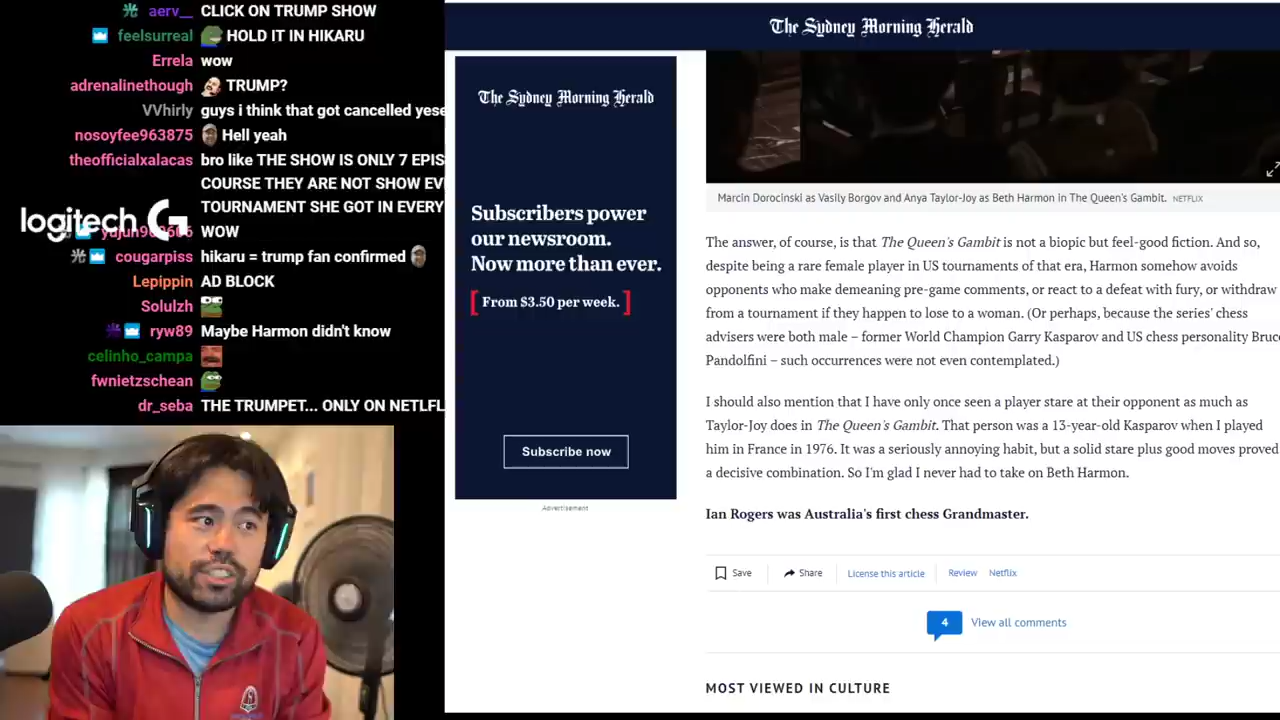 aerv__ CLICK ON TRUMP SHOW
feelsurreal HOLD IT IN HIKARU
Errela wow
adrenalinethough TRUMP?
VVhirly guys i think that got cancelled yese
nosoyfee963875 Hell yeah
theofficialxalacas bro like THE SHOW IS ONLY 7 EPIS
COURSE THEY ARE NOT SHOW EV
TOURNAMENT SHE GOT IN EVERY
logitech G
WOW
cougarpiss hikaru = trump fan confirmed
Lepippin AD BLOCK
Solulzh
ryw89 Maybe Harmon didn't know
celinho_campa
fwnietzschean
dr_seba THE TRUMPET... ONLY ON NETLFL
The Sydney Morning Herald
The Sydney Morning Herald
Subscribers power
our newsroom.
Now more than ever.
[ From $3.50 per week. ]
Subscribe now
Advertisement
Marcin Dorocinski as Vasily Borgov and Anya Taylor-Joy as Beth Harmon in The Queen's Gambit. NETFLIX
The answer, of course, is that The Queen's Gambit is not a biopic but feel-good fiction. And so,
despite being a rare female player in US tournaments of that era, Harmon somehow avoids
opponents who make demeaning pre-game comments, or react to a defeat with fury, or withdraw
from a tournament if they happen to lose to a woman. (Or perhaps, because the series' chess
advisers were both male – former World Champion Garry Kasparov and US chess personality Bruce
Pandolfini – such occurrences were not even contemplated.)
I should also mention that I have only once seen a player stare at their opponent as much as
Taylor-Joy does in The Queen's Gambit. That person was a 13-year-old Kasparov when I played
him in France in 1976. It was a seriously annoying habit, but a solid stare plus good moves proved
a decisive combination. So I'm glad I never had to take on Beth Harmon.
Ian Rogers was Australia's first chess Grandmaster.
Save Share License this article Review Netflix
4 View all comments
MOST VIEWED IN CULTURE